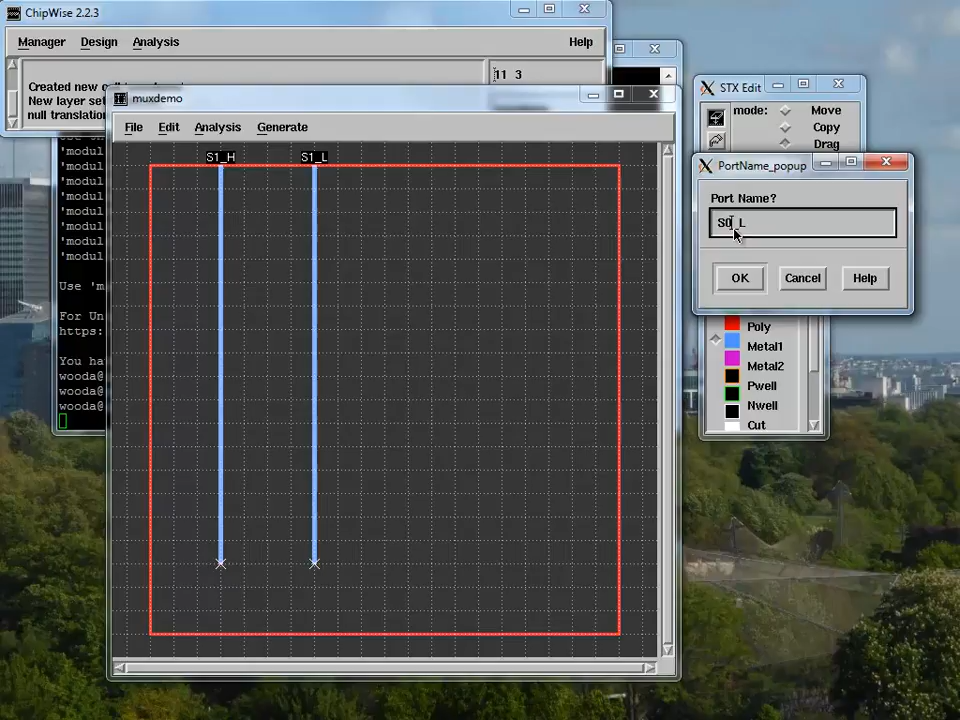 ChipWise 2.2.3
Manager Design Analysis Help
Created new
New layer set
null translation
11 3
muxdemo
File Edit Analysis Generate
S1_H S1_L
'modul
'modul
'modul
'modul
'modul
'modul
'modul
Use 'm
For Un
https:
You ha
wooda@
wooda@
wooda@
STX Edit
mode: Move
Copy
Drag
PortName_popup
Port Name?
S0_L
OK Cancel Help
Poly
Metal1
Metal2
Pwell
Nwell
Cut